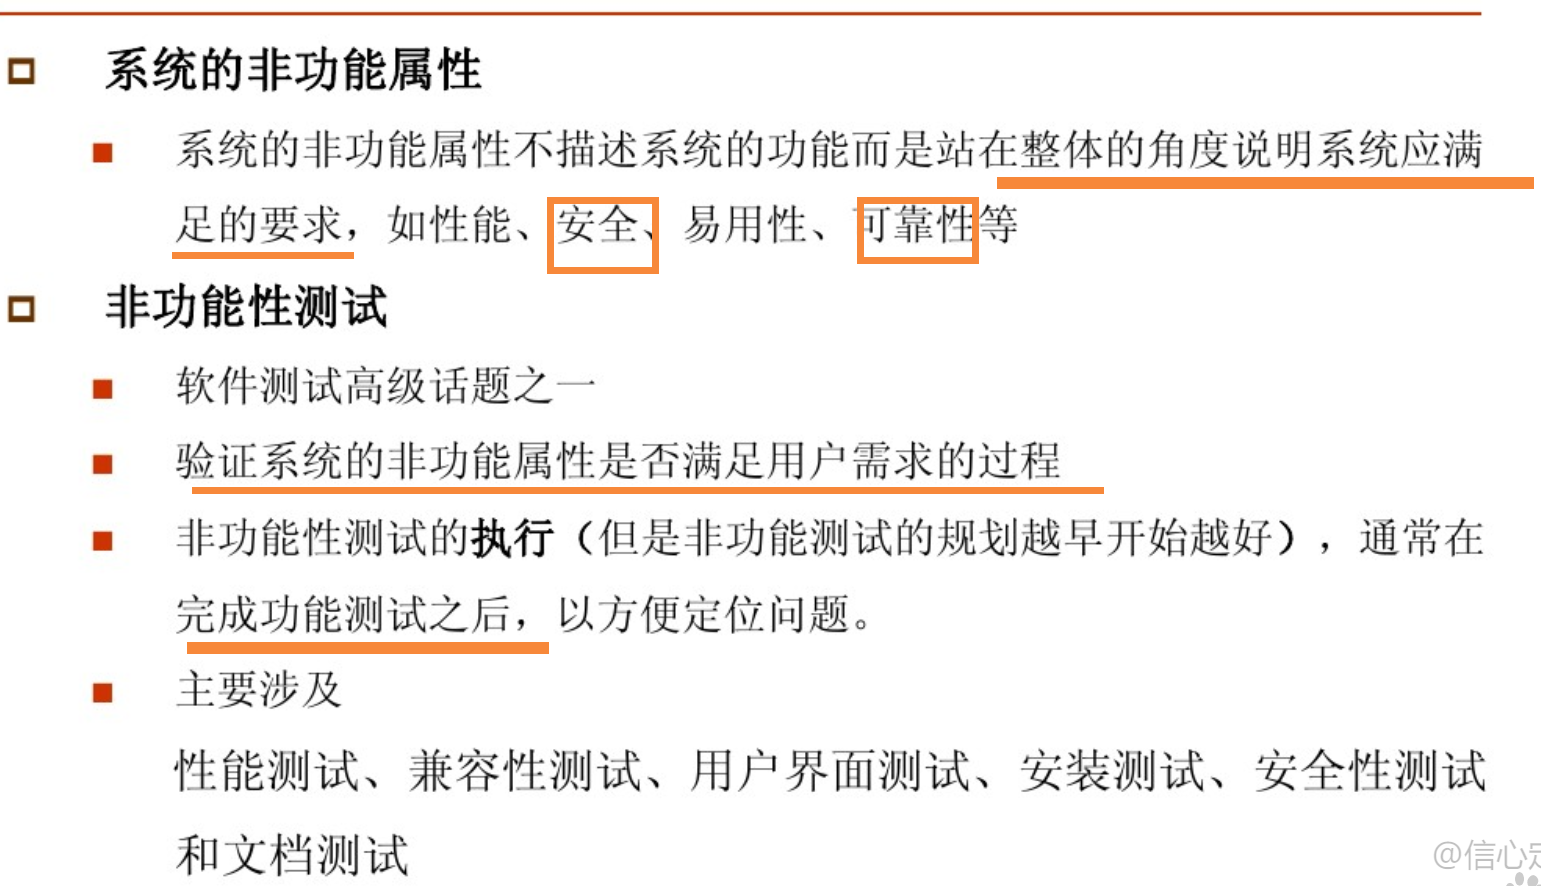 系统的非功能属性
系统的非功能属性不描述系统的功能而是站在整体的角度说明系统应满
足的要求，如性能、安全、易用性、可靠性等
非功能性测试
软件测试高级话题之一
验证系统的非功能属性是否满足用户需求的过程
非功能性测试的执行（但是非功能测试的规划越早开始越好），通常在
完成功能测试之后，以方便定位问题。
主要涉及
性能测试、兼容性测试、用户界面测试、安装测试、安全性测试
和文档测试
@信心